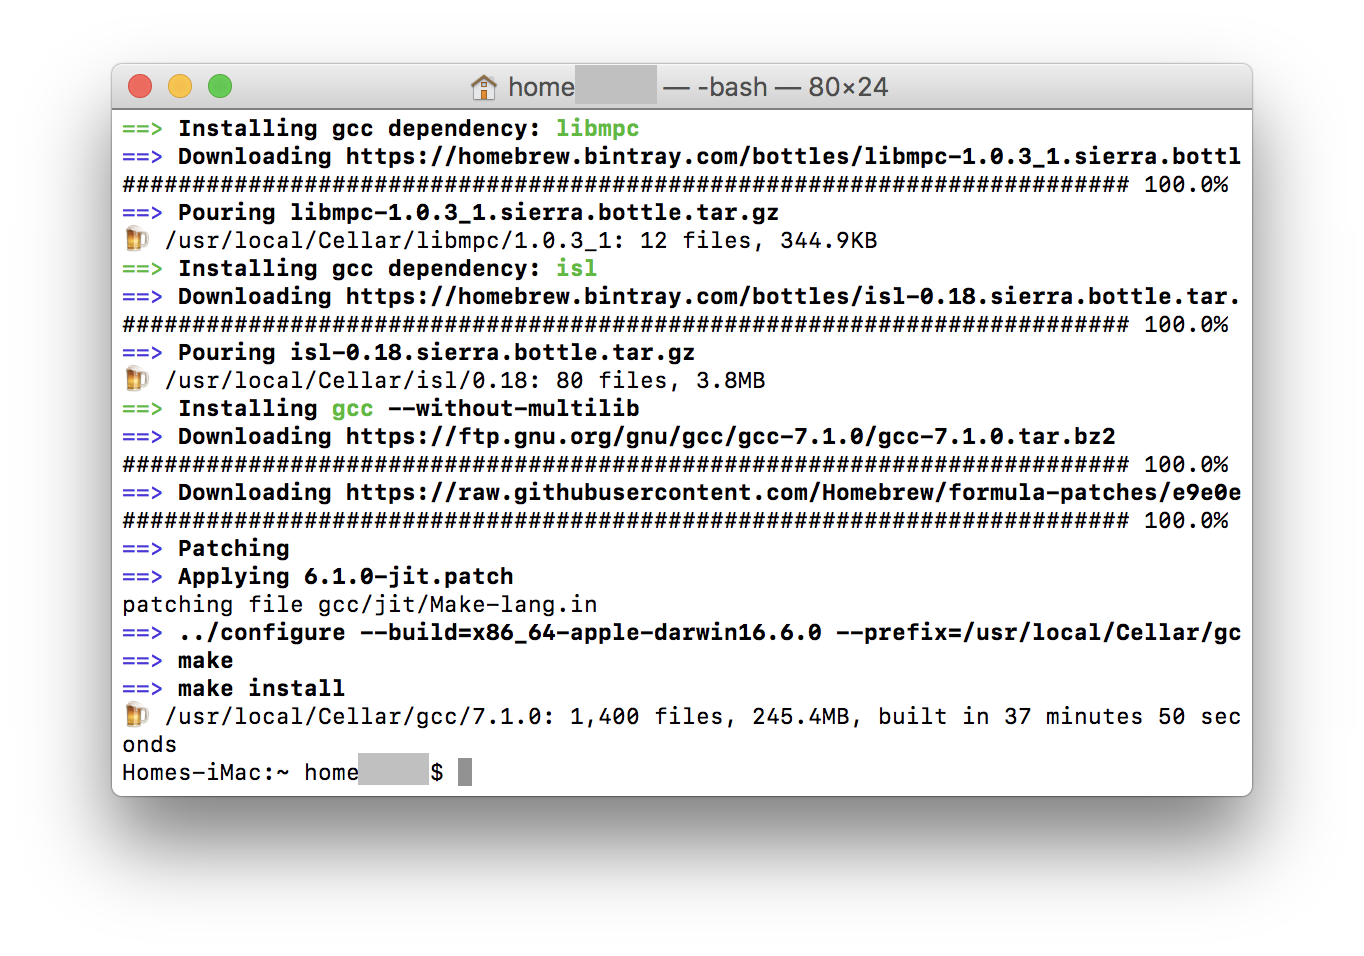 home — -bash — 80×24
==> Installing gcc dependency: libmpc
==> Downloading https://homebrew.bintray.com/bottles/libmpc-1.0.3_1.sierra.bottl
######################################################################## 100.0%
==> Pouring libmpc-1.0.3_1.sierra.bottle.tar.gz
🍺 /usr/local/Cellar/libmpc/1.0.3_1: 12 files, 344.9KB
==> Installing gcc dependency: isl
==> Downloading https://homebrew.bintray.com/bottles/isl-0.18.sierra.bottle.tar.
######################################################################## 100.0%
==> Pouring isl-0.18.sierra.bottle.tar.gz
🍺 /usr/local/Cellar/isl/0.18: 80 files, 3.8MB
==> Installing gcc --without-multilib
==> Downloading https://ftp.gnu.org/gnu/gcc/gcc-7.1.0/gcc-7.1.0.tar.bz2
######################################################################## 100.0%
==> Downloading https://raw.githubusercontent.com/Homebrew/formula-patches/e9e0e
######################################################################## 100.0%
==> Patching
==> Applying 6.1.0-jit.patch
patching file gcc/jit/Make-lang.in
==> ../configure --build=x86_64-apple-darwin16.6.0 --prefix=/usr/local/Cellar/gc
==> make
==> make install
🍺 /usr/local/Cellar/gcc/7.1.0: 1,400 files, 245.4MB, built in 37 minutes 50 sec
onds
Homes-iMac:~ home $